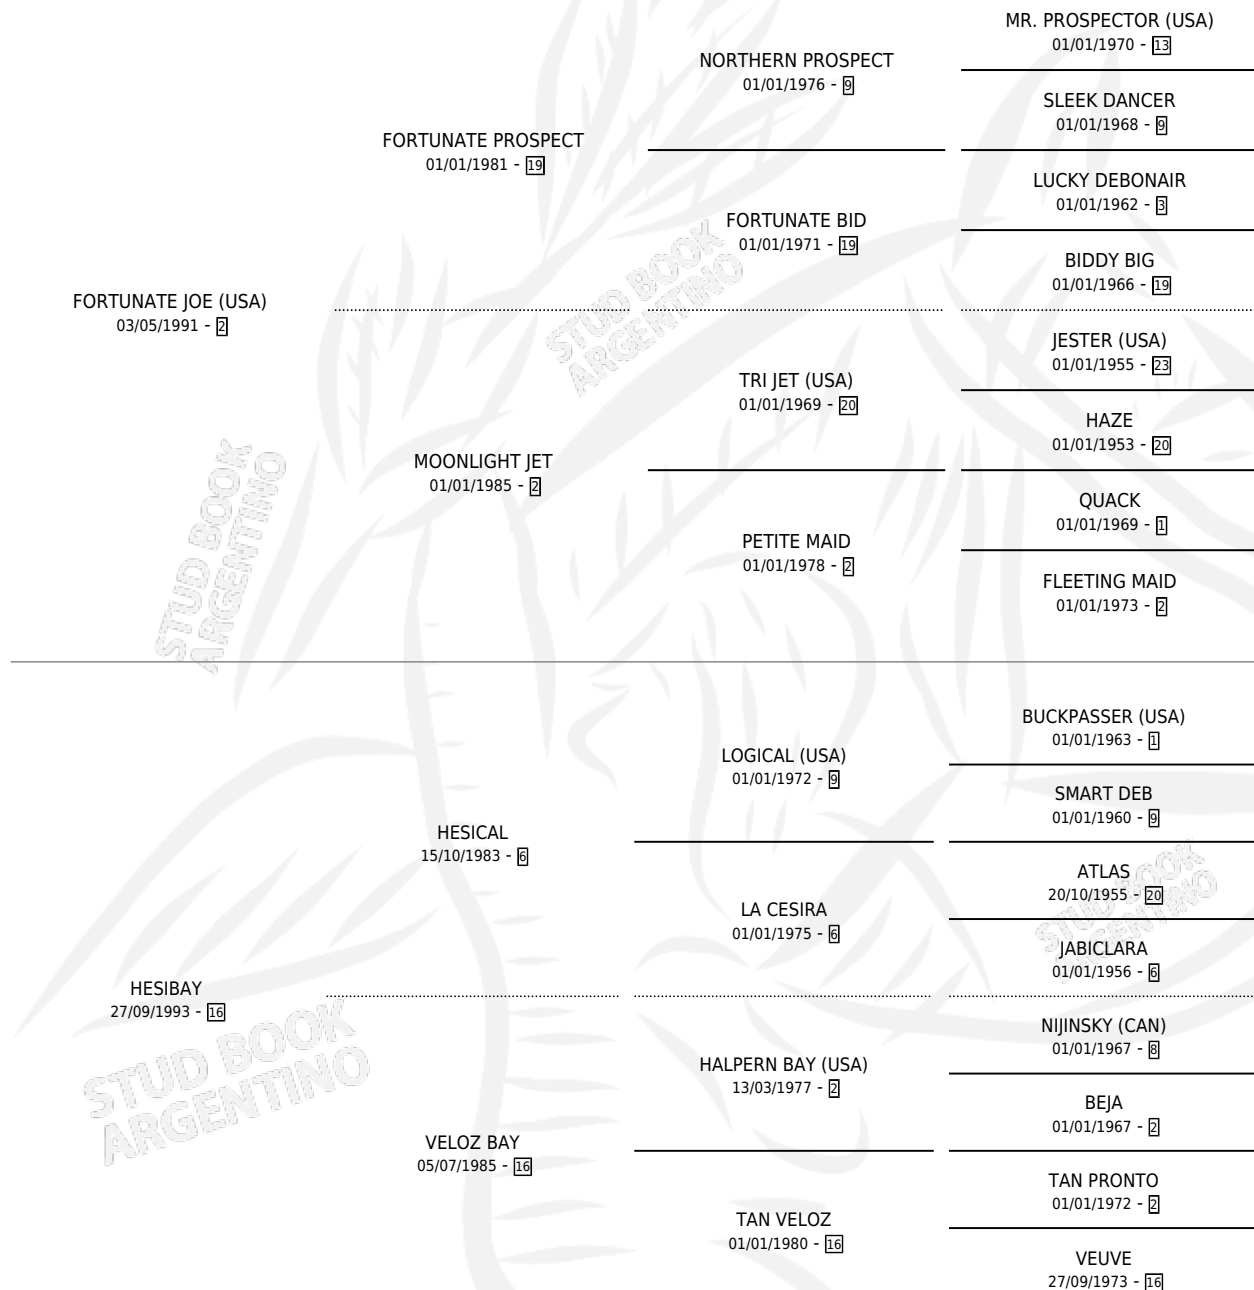 MR. PROSPECTOR (USA)
01/01/1970 - 13
NORTHERN PROSPECT
01/01/1976 - 9
SLEEK DANCER
01/01/1968 - 9
FORTUNATE PROSPECT
01/01/1981 - 19
LUCKY DEBONAIR
01/01/1962 - 3
FORTUNATE BID
01/01/1971 - 19
BIDDY BIG
01/01/1966 - 19
FORTUNATE JOE (USA)
03/05/1991 - 2
JESTER (USA)
01/01/1955 - 23
TRI JET (USA)
01/01/1969 - 20
HAZE
01/01/1953 - 20
MOONLIGHT JET
01/01/1985 - 2
QUACK
01/01/1969 - 1
PETITE MAID
01/01/1978 - 2
FLEETING MAID
01/01/1973 - 2
BUCKPASSER (USA)
01/01/1963 - 1
LOGICAL (USA)
01/01/1972 - 9
SMART DEB
01/01/1960 - 9
HESICAL
15/10/1983 - 6
ATLAS
20/10/1955 - 20
LA CESIRA
01/01/1975 - 6
JABICLARA
01/01/1956 - 6
HESIBAY
27/09/1993 - 16
NIJINSKY (CAN)
01/01/1967 - 8
HALPERN BAY (USA)
13/03/1977 - 2
BEJA
01/01/1967 - 2
VELOZ BAY
05/07/1985 - 16
TAN PRONTO
01/01/1972 - 2
TAN VELOZ
01/01/1980 - 16
VEUVE
27/09/1973 - 16
STUD BOOK
ARGENTINO
STUD BOOK
ARGENTINO
STUD BOOK
ARGENTINO
STUD BOOK
ARGENTINO